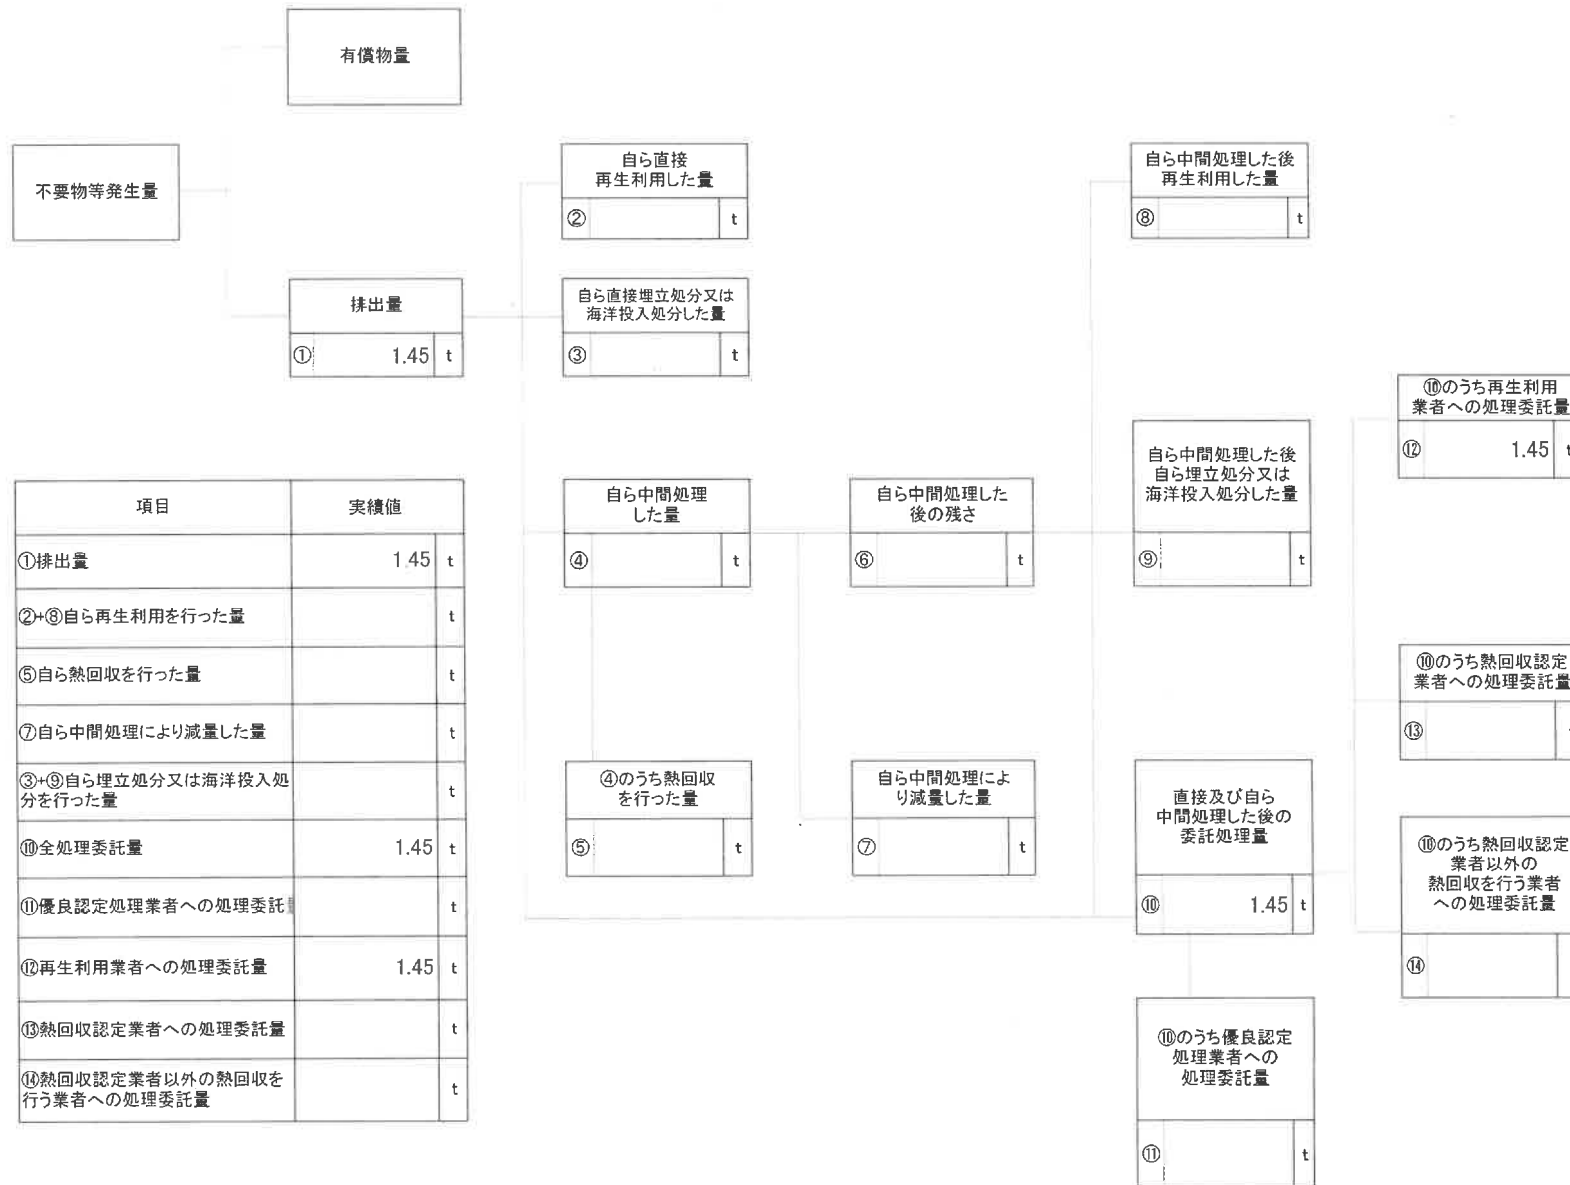 有償物量
不要物等発生量
排出量
① 1.45 t
自ら直接
再生利用した量
② t
自ら直接埋立処分又は
海洋投入処分した量
③ t
自ら中間処理した後
再生利用した量
⑧ t
自ら中間処理
した量
④ t
自ら中間処理した
後の残さ
⑥ t
自ら中間処理した後
自ら埋立処分又は
海洋投入処分した量
⑨ t
⑩のうち再生利用
業者への処理委託量
⑫ 1.45 t
④のうち熱回収
を行った量
⑤ t
自ら中間処理によ
り減量した量
⑦ t
直接及び自ら
中間処理した後の
委託処理量
⑩ 1.45 t
⑩のうち熱回収認定
業者への処理委託量
⑬
⑩のうち熱回収認定
業者以外の
熱回収を行う業者
への処理委託量
⑭
⑩のうち優良認定
処理業者への
処理委託量
⑪ t
項目 実績値
①排出量 1.45 t
②+⑧自ら再生利用を行った量 t
⑤自ら熱回収を行った量 t
⑦自ら中間処理により減量した量 t
③+⑨自ら埋立処分又は海洋投入処
分を行った量 t
⑩全処理委託量 1.45 t
⑪優良認定処理業者への処理委託 t
⑫再生利用業者への処理委託量 1.45 t
⑬熱回収認定業者への処理委託量 t
⑭熱回収認定業者以外の熱回収を
行う業者への処理委託量 t